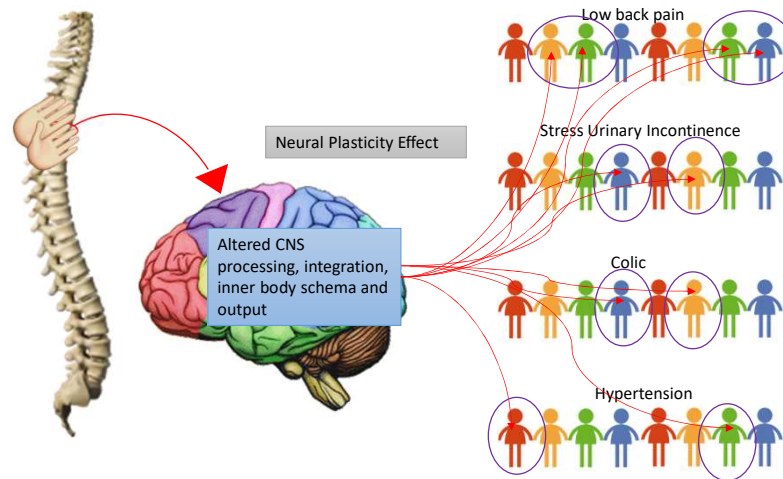 Low back pain
Neural Plasticity Effect
Stress Urinary Incontinence
Altered CNS
processing, integration,
inner body schema and
output
Colic
Hypertension